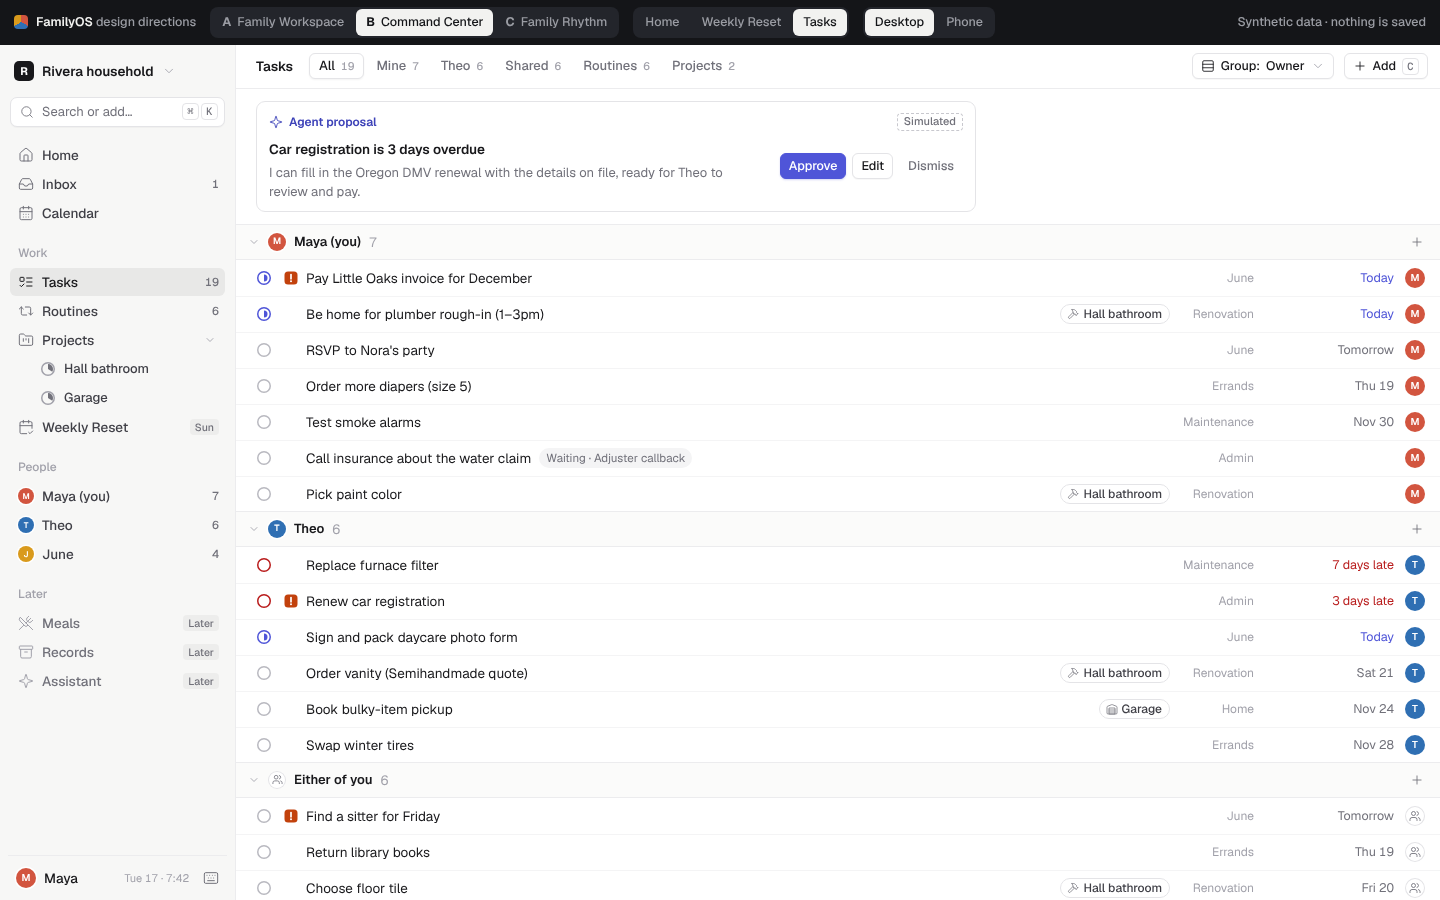 FamilyOS design directions
A Family Workspace
B Command Center
C Family Rhythm
Home
Weekly Reset
Tasks
Desktop
Phone
Synthetic data · nothing is saved
R Rivera household
Search or add... ⌘ K
Home
Inbox 1
Calendar
Work
Tasks 19
Routines 6
Projects
Hall bathroom
Garage
Weekly Reset Sun
People
M Maya (you) 7
T Theo 6
J June 4
Later
Meals Later
Records Later
Assistant Later
M Maya Tue 17 · 7:42
Tasks All 19 Mine 7 Theo 6 Shared 6 Routines 6 Projects 2
Group: Owner
+ Add C
Agent proposal
Simulated
Car registration is 3 days overdue
I can fill in the Oregon DMV renewal with the details on file, ready for Theo to
review and pay.
Approve Edit Dismiss
M Maya (you) 7
! Pay Little Oaks invoice for December June Today M
Be home for plumber rough-in (1–3pm) Hall bathroom Renovation Today M
RSVP to Nora's party June Tomorrow M
Order more diapers (size 5) Errands Thu 19 M
Test smoke alarms Maintenance Nov 30 M
Call insurance about the water claim Waiting · Adjuster callback Admin M
Pick paint color Hall bathroom Renovation M
T Theo 6
Replace furnace filter Maintenance 7 days late T
! Renew car registration Admin 3 days late T
Sign and pack daycare photo form June Today T
Order vanity (Semihandmade quote) Hall bathroom Renovation Sat 21 T
Book bulky-item pickup Garage Home Nov 24 T
Swap winter tires Errands Nov 28 T
Either of you 6
! Find a sitter for Friday June Tomorrow
Return library books Errands Thu 19
Choose floor tile Hall bathroom Renovation Fri 20